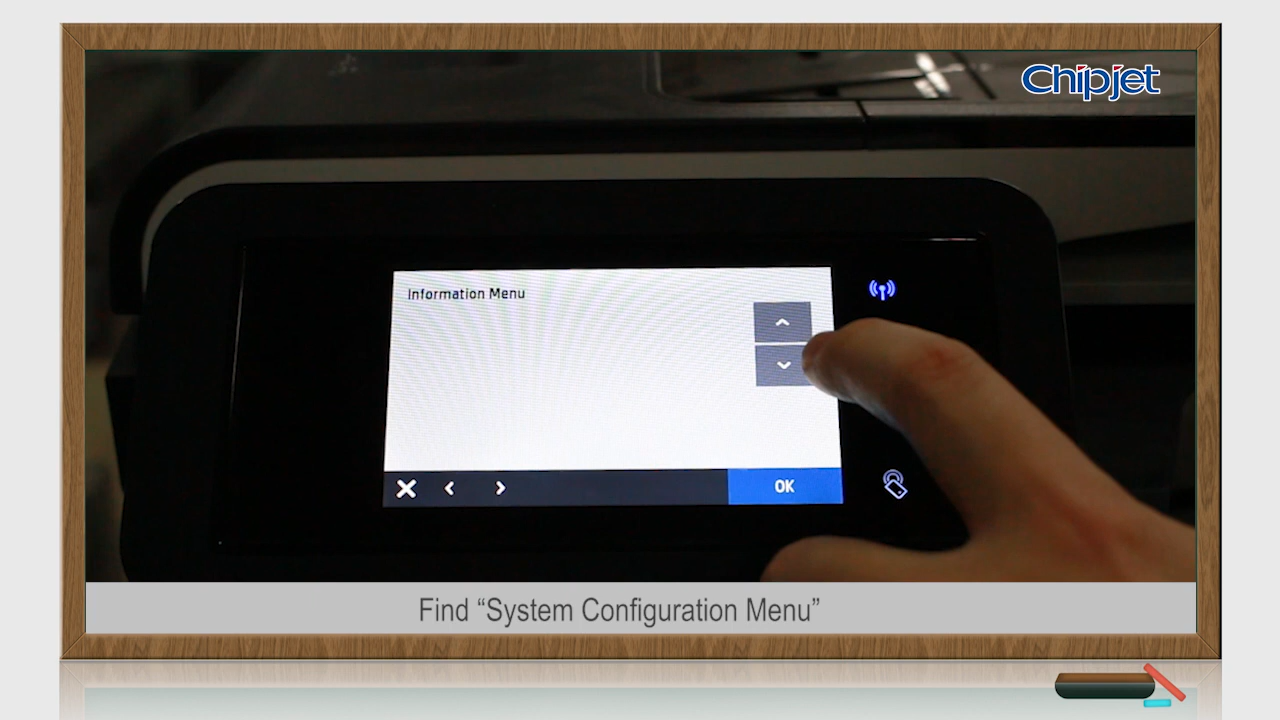 Chipjet
Information Menu
OK
Find “System Configuration Menu”